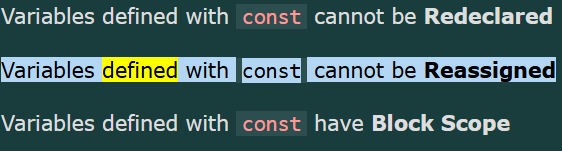 Variables defined with const cannot be Redeclared
Variables defined with const cannot be Reassigned
Variables defined with const have Block Scope